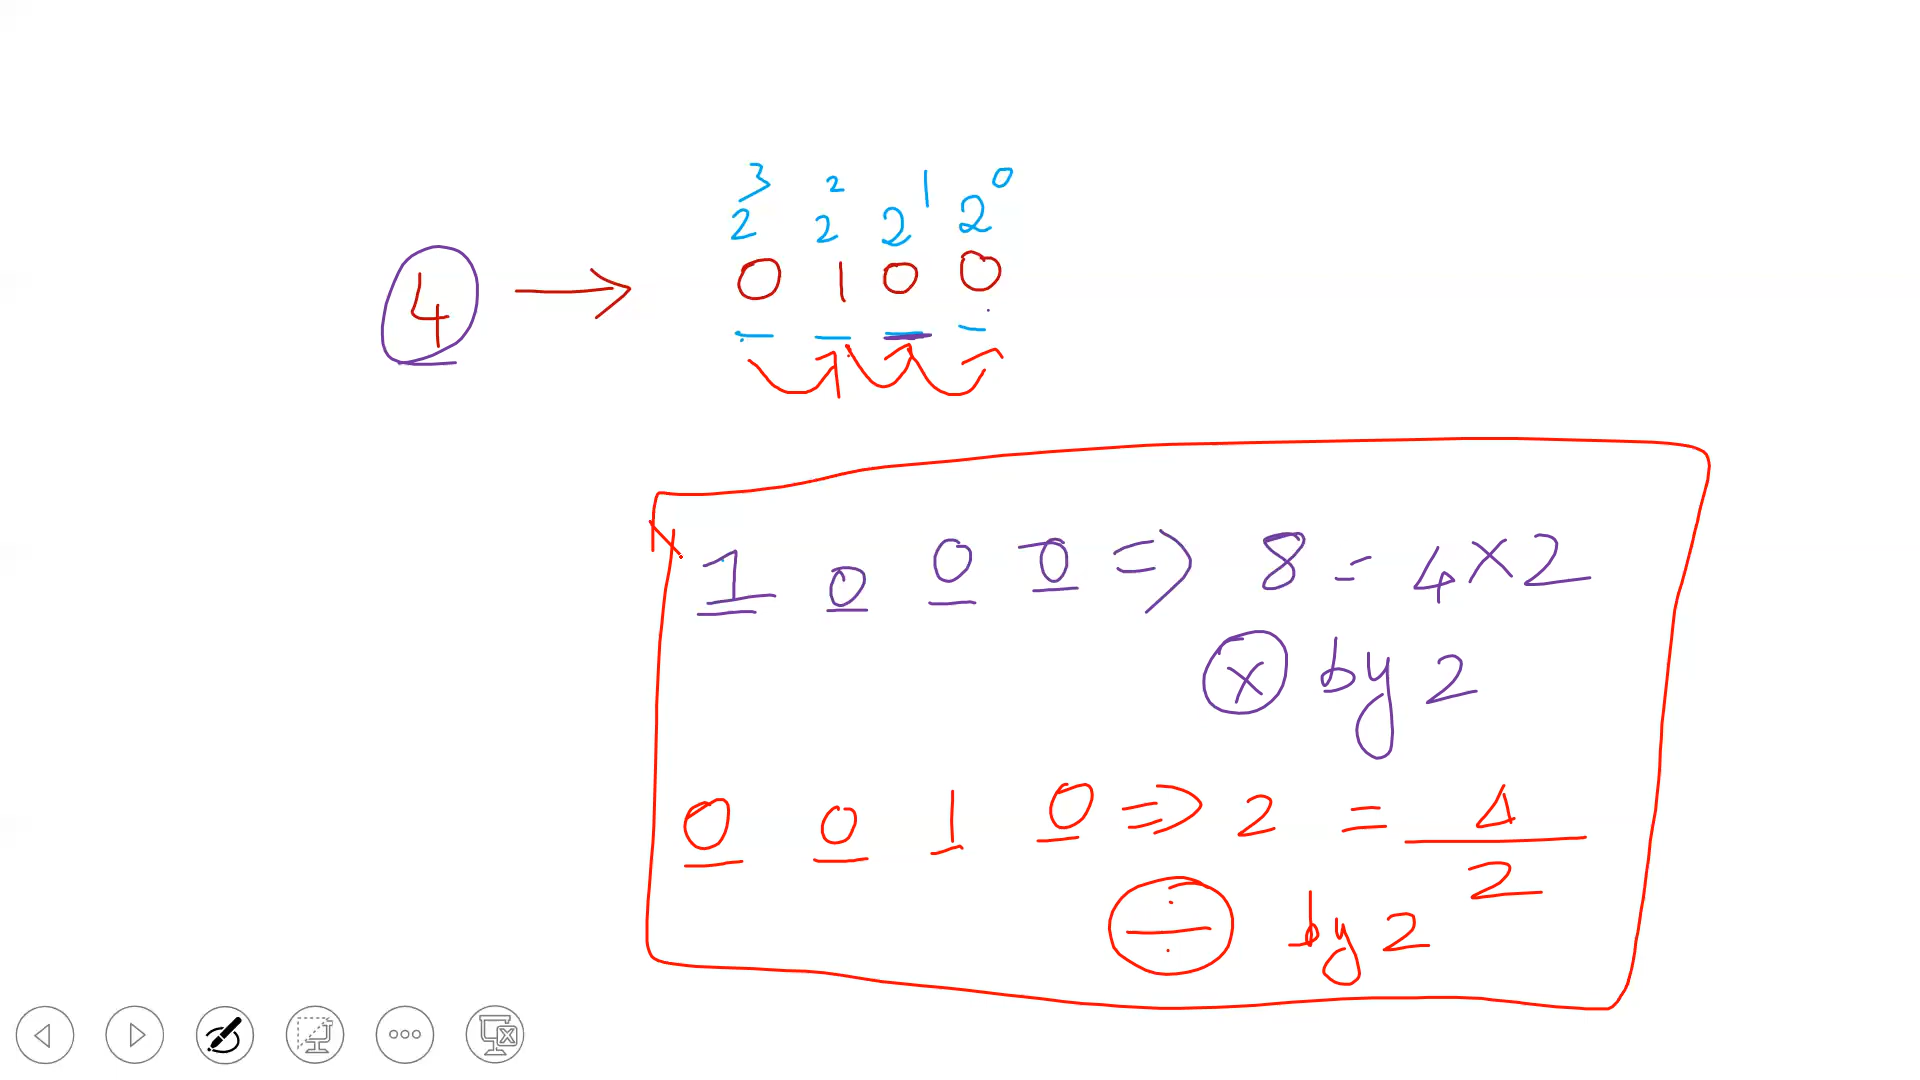 2³ 2² 2¹ 2⁰
4 → 0 1 0 0
1 0 0 0 ⇒ 8 = 4×2
× by 2
0 0 1 0 ⇒ 2 = 4/2
÷ by 2